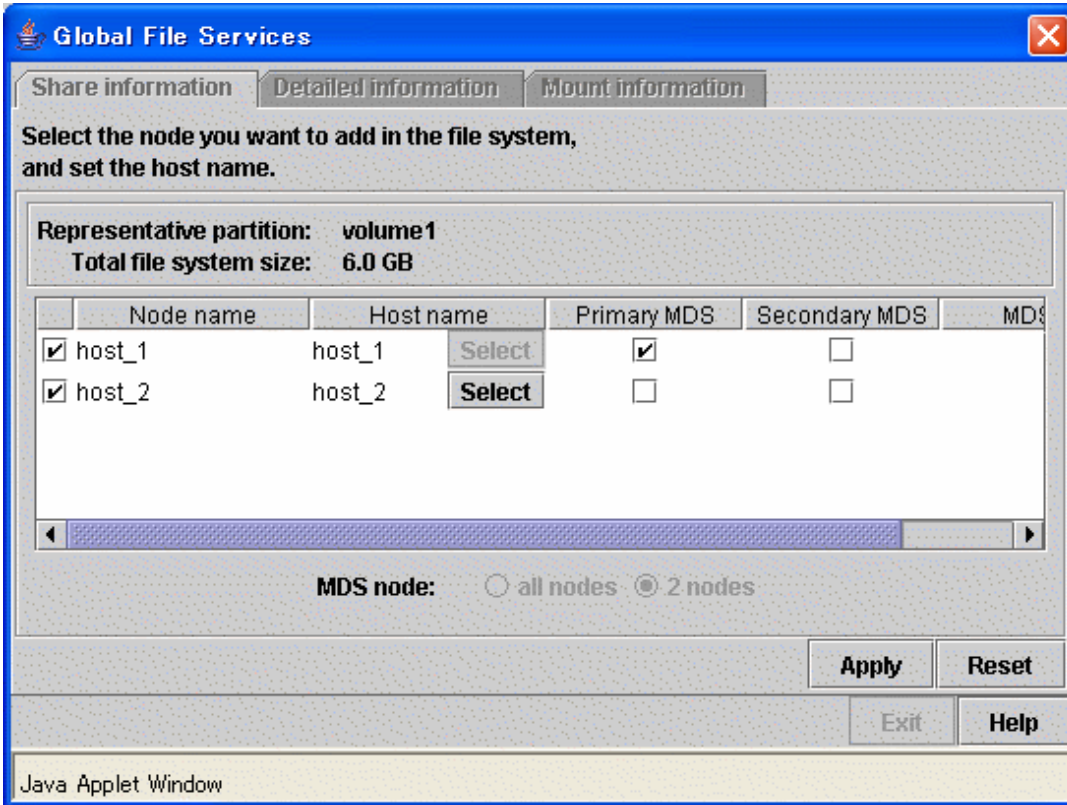 Global File Services
Share information Detailed information Mount information
Select the node you want to add in the file system,
and set the host name.
Representative partition: volume1
Total file system size: 6.0 GB
Node name Host name Primary MDS Secondary MDS MDS
host_1 host_1 Select
host_2 host_2 Select
MDS node: all nodes 2 nodes
Apply Reset
Exit Help
Java Applet Window